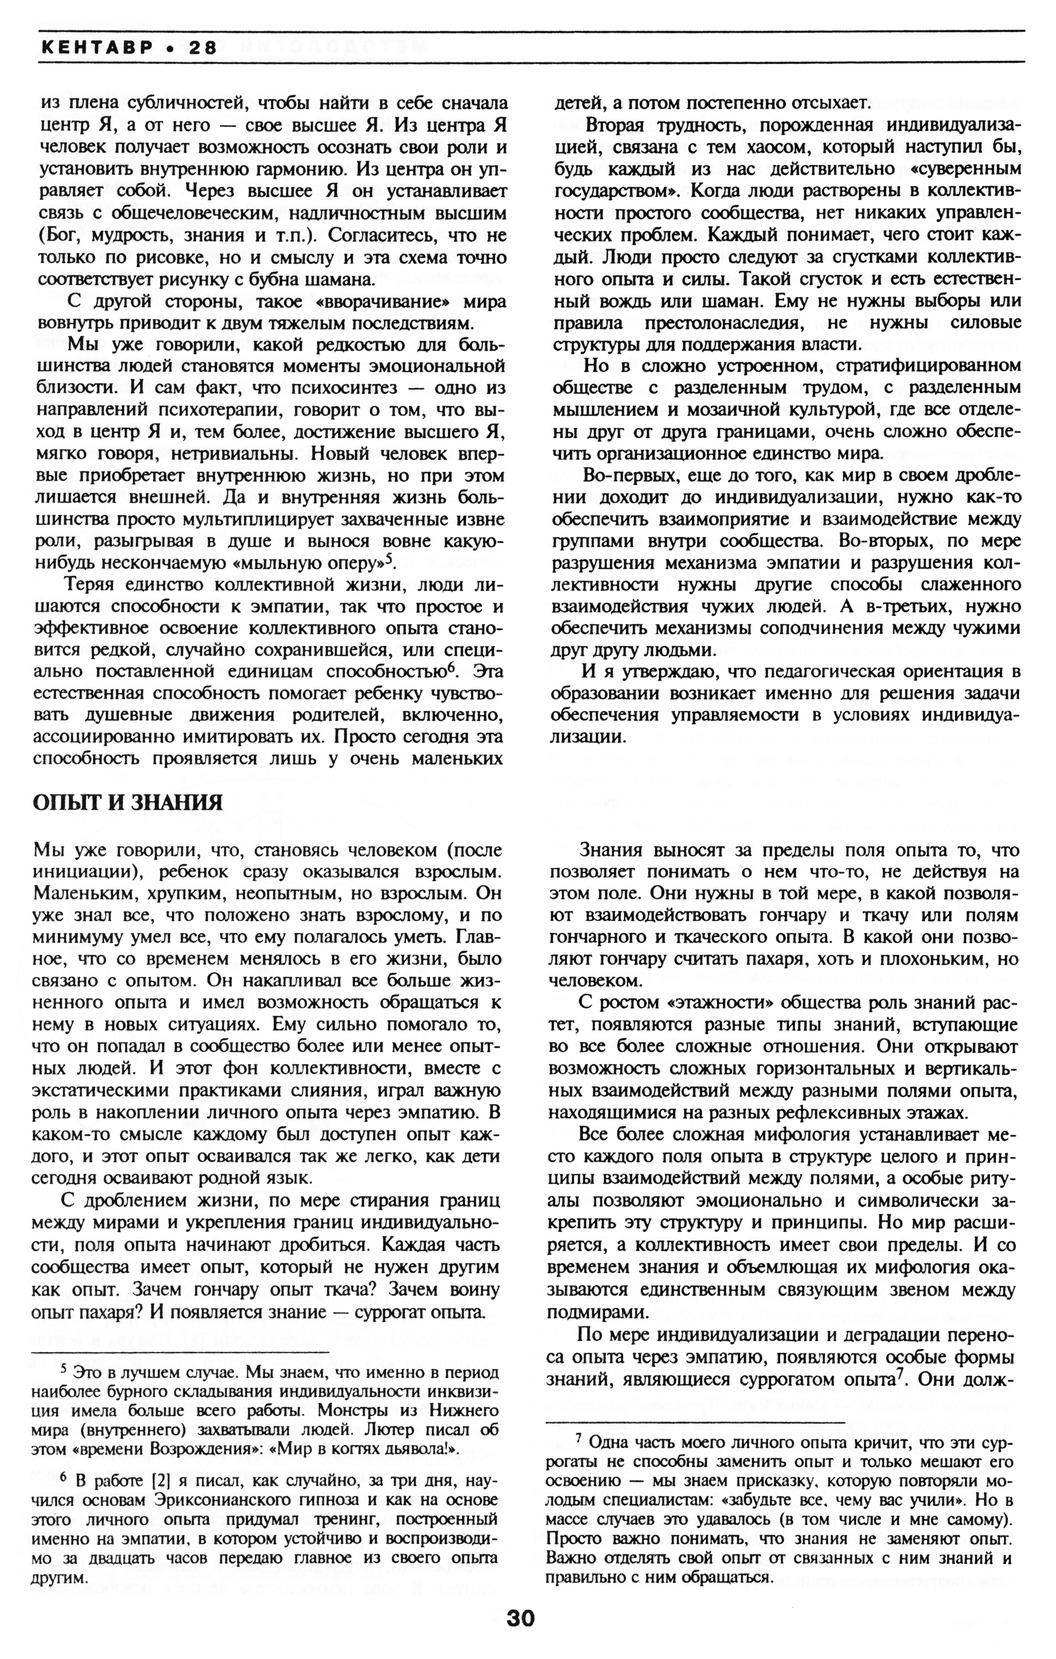 КЕНТАВР • 28
из плена субличностей, чтобы найти в себе сначала
центр Я, а от него — свое высшее Я. Из центра Я
человек получает возможность осознать свои роли и
установить внутреннюю гармонию. Из центра он уп-
равляет собой. Через высшее Я он устанавливает
связь с общечеловеческим, надличностным высшим
(Бог, мудрость, знания и т.п.). Согласитесь, что не
только по рисовке, но и смыслу и эта схема точно
соответствует рисунку с бубна шамана.
С другой стороны, такое «вворачивание» мира
вовнутрь приводит к двум тяжелым последствиям.
Мы уже говорили, какой редкостью для боль-
шинства людей становятся моменты эмоциональной
близости. И сам факт, что психосинтез — одно из
направлений психотерапии, говорит о том, что вы-
ход в центр Я и, тем более, достижение высшего Я,
мягко говоря, нетривиальны. Новый человек впер-
вые приобретает внутреннюю жизнь, но при этом
лишается внешней. Да и внутренняя жизнь боль-
шинства просто мультиплицирует захваченные извне
роли, разыгрывая в душе и вынося вовне какую-
нибудь нескончаемую «мыльную оперу»⁵.
Теряя единство коллективной жизни, люди ли-
шаются способности к эмпатии, так что простое и
эффективное освоение коллективного опыта стано-
вится редкой, случайно сохранившейся, или специ-
ально поставленной единицам способностью⁶. Эта
естественная способность помогает ребенку чувство-
вать душевные движения родителей, включенно,
ассоциированно имитировать их. Просто сегодня эта
способность проявляется лишь у очень маленьких
детей, а потом постепенно отсыхает.
Вторая трудность, порожденная индивидуализа-
цией, связана с тем хаосом, который наступил бы,
будь каждый из нас действительно «суверенным
государством». Когда люди растворены в коллектив-
ности простого сообщества, нет никаких управлен-
ческих проблем. Каждый понимает, чего стоит каж-
дый. Люди просто следуют за сгустками коллектив-
ного опыта и силы. Такой сгусток и есть естествен-
ный вождь или шаман. Ему не нужны выборы или
правила престолонаследия, не нужны силовые
структуры для поддержания власти.
Но в сложно устроенном, стратифицированном
обществе с разделенным трудом, с разделенным
мышлением и мозаичной культурой, где все отделе-
ны друг от друга границами, очень сложно обеспе-
чить организационное единство мира.
Во-первых, еще до того, как мир в своем дробле-
нии доходит до индивидуализации, нужно как-то
обеспечить взаимоприятие и взаимодействие между
группами внутри сообщества. Во-вторых, по мере
разрушения механизма эмпатии и разрушения кол-
лективности нужны другие способы слаженного
взаимодействия чужих людей. А в-третьих, нужно
обеспечить механизмы соподчинения между чужими
друг другу людьми.
И я утверждаю, что педагогическая ориентация в
образовании возникает именно для решения задачи
обеспечения управляемости в условиях индивидуа-
лизации.
ОПЫТ И ЗНАНИЯ
Мы уже говорили, что, становясь человеком (после
инициации), ребенок сразу оказывался взрослым.
Маленьким, хрупким, неопытным, но взрослым. Он
уже знал все, что положено знать взрослому, и по
минимуму умел все, что ему полагалось уметь. Глав-
ное, что со временем менялось в его жизни, было
связано с опытом. Он накапливал все больше жиз-
ненного опыта и имел возможность обращаться к
нему в новых ситуациях. Ему сильно помогало то,
что он попадал в сообщество более или менее опыт-
ных людей. И этот фон коллективности, вместе с
экстатическими практиками слияния, играл важную
роль в накоплении личного опыта через эмпатию. В
каком-то смысле каждому был доступен опыт каж-
дого, и этот опыт осваивался так же легко, как дети
сегодня осваивают родной язык.
С дроблением жизни, по мере стирания границ
между мирами и укрепления границ индивидуально-
сти, поля опыта начинают дробиться. Каждая часть
сообщества имеет опыт, который не нужен другим
как опыт. Зачем гончару опыт ткача? Зачем воину
опыт пахаря? И появляется знание — суррогат опыта.
⁵ Это в лучшем случае. Мы знаем, что именно в период
наиболее бурного складывания индивидуальности инквизи-
ция имела больше всего работы. Монстры из Нижнего
мира (внутреннего) захватывали людей. Лютер писал об
этом «времени Возрождения»: «Мир в когтях дьявола!».
⁶ В работе [2] я писал, как случайно, за три дня, нау-
чился основам Эриксонианского гипноза и как на основе
этого личного опыта придумал тренинг, построенный
именно на эмпатии, в котором устойчиво и воспроизводи-
мо за двадцать часов передаю главное из своего опыта
другим.
Знания выносят за пределы поля опыта то, что
позволяет понимать о нем что-то, не действуя на
этом поле. Они нужны в той мере, в какой позволя-
ют взаимодействовать гончару и ткачу или полям
гончарного и ткаческого опыта. В какой они позво-
ляют гончару считать пахаря, хоть и плохоньким, но
человеком.
С ростом «этажности» общества роль знаний рас-
тет, появляются разные типы знаний, вступающие
во все более сложные отношения. Они открывают
возможность сложных горизонтальных и вертикаль-
ных взаимодействий между разными полями опыта,
находящимися на разных рефлексивных этажах.
Все более сложная мифология устанавливает ме-
сто каждого поля опыта в структуре целого и прин-
ципы взаимодействий между полями, а особые риту-
алы позволяют эмоционально и символически за-
крепить эту структуру и принципы. Но мир расши-
ряется, а коллективность имеет свои пределы. И со
временем знания и объемлющая их мифология ока-
зываются единственным связующим звеном между
подмирами.
По мере индивидуализации и деградации перено-
са опыта через эмпатию, появляются особые формы
знаний, являющиеся суррогатом опыта⁷. Они долж-
⁷ Одна часть моего личного опыта кричит, что эти сур-
рогаты не способны заменить опыт и только мешают его
освоению — мы знаем присказку, которую повторяли мо-
лодым специалистам: «забудьте все, чему вас учили». Но в
массе случаев это удавалось (в том числе и мне самому).
Просто важно понимать, что знания не заменяют опыт.
Важно отделять свой опыт от связанных с ним знаний и
правильно с ним обращаться.
30